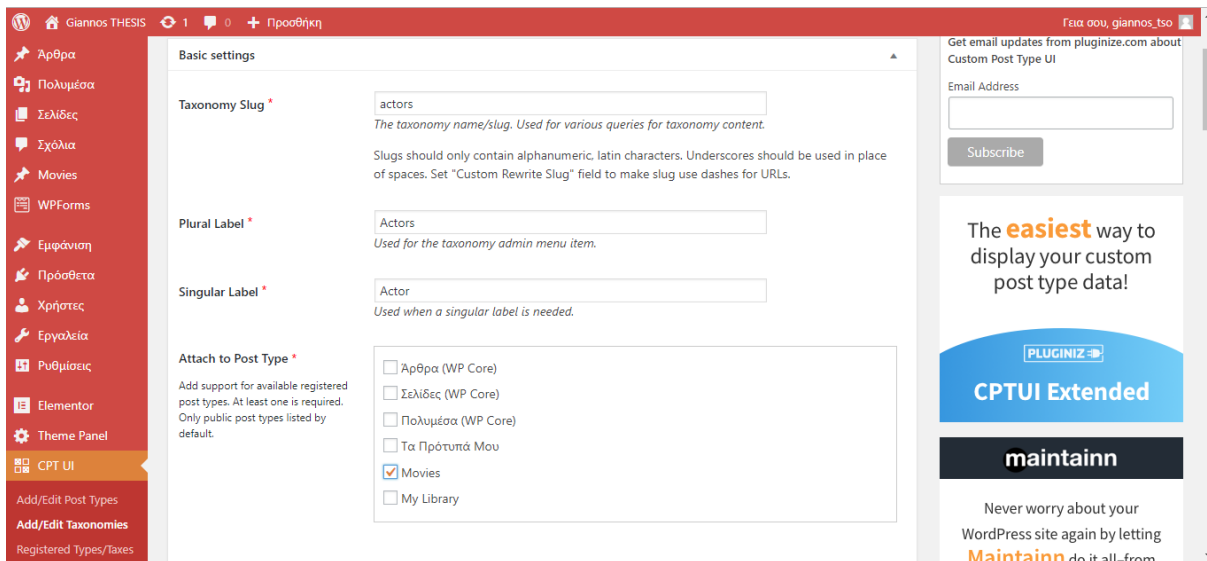 Giannos THESIS 1 0 + Προσθήκη
Γεια σου, giannos_tso
Άρθρα
Πολυμέσα
Σελίδες
Σχόλια
Movies
WPForms
Εμφάνιση
Πρόσθετα
Χρήστες
Εργαλεία
Ρυθμίσεις
Elementor
Theme Panel
CPT UI
Add/Edit Post Types
Add/Edit Taxonomies
Registered Types/Taxes
Basic settings
Taxonomy Slug *
actors
The taxonomy name/slug. Used for various queries for taxonomy content.
Slugs should only contain alphanumeric, latin characters. Underscores should be used in place
of spaces. Set "Custom Rewrite Slug" field to make slug use dashes for URLs.
Plural Label *
Actors
Used for the taxonomy admin menu item.
Singular Label *
Actor
Used when a singular label is needed.
Attach to Post Type *
Add support for available registered
post types. At least one is required.
Only public post types listed by
default.
Άρθρα (WP Core)
Σελίδες (WP Core)
Πολυμέσα (WP Core)
Τα Πρότυπά Μου
Movies
My Library
Get email updates from pluginize.com about
Custom Post Type UI
Email Address
Subscribe
The easiest way to
display your custom
post type data!
PLUGINIZ
CPTUI Extended
maintainn
Never worry about your
WordPress site again by letting
Maintainn do it all–from